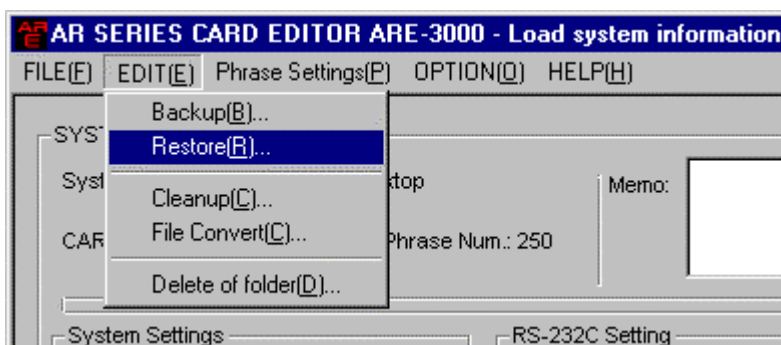 AR SERIES CARD EDITOR ARE-3000 - Load system information
FILE(F) EDIT(E) Phrase Settings(P) OPTION(O) HELP(H)
Backup(B)...
Restore(R)...
Cleanup(C)...
File Convert(C)...
Delete of folder(D)...
Memo:
Phrase Num.: 250
System Settings
RS-232C Setting